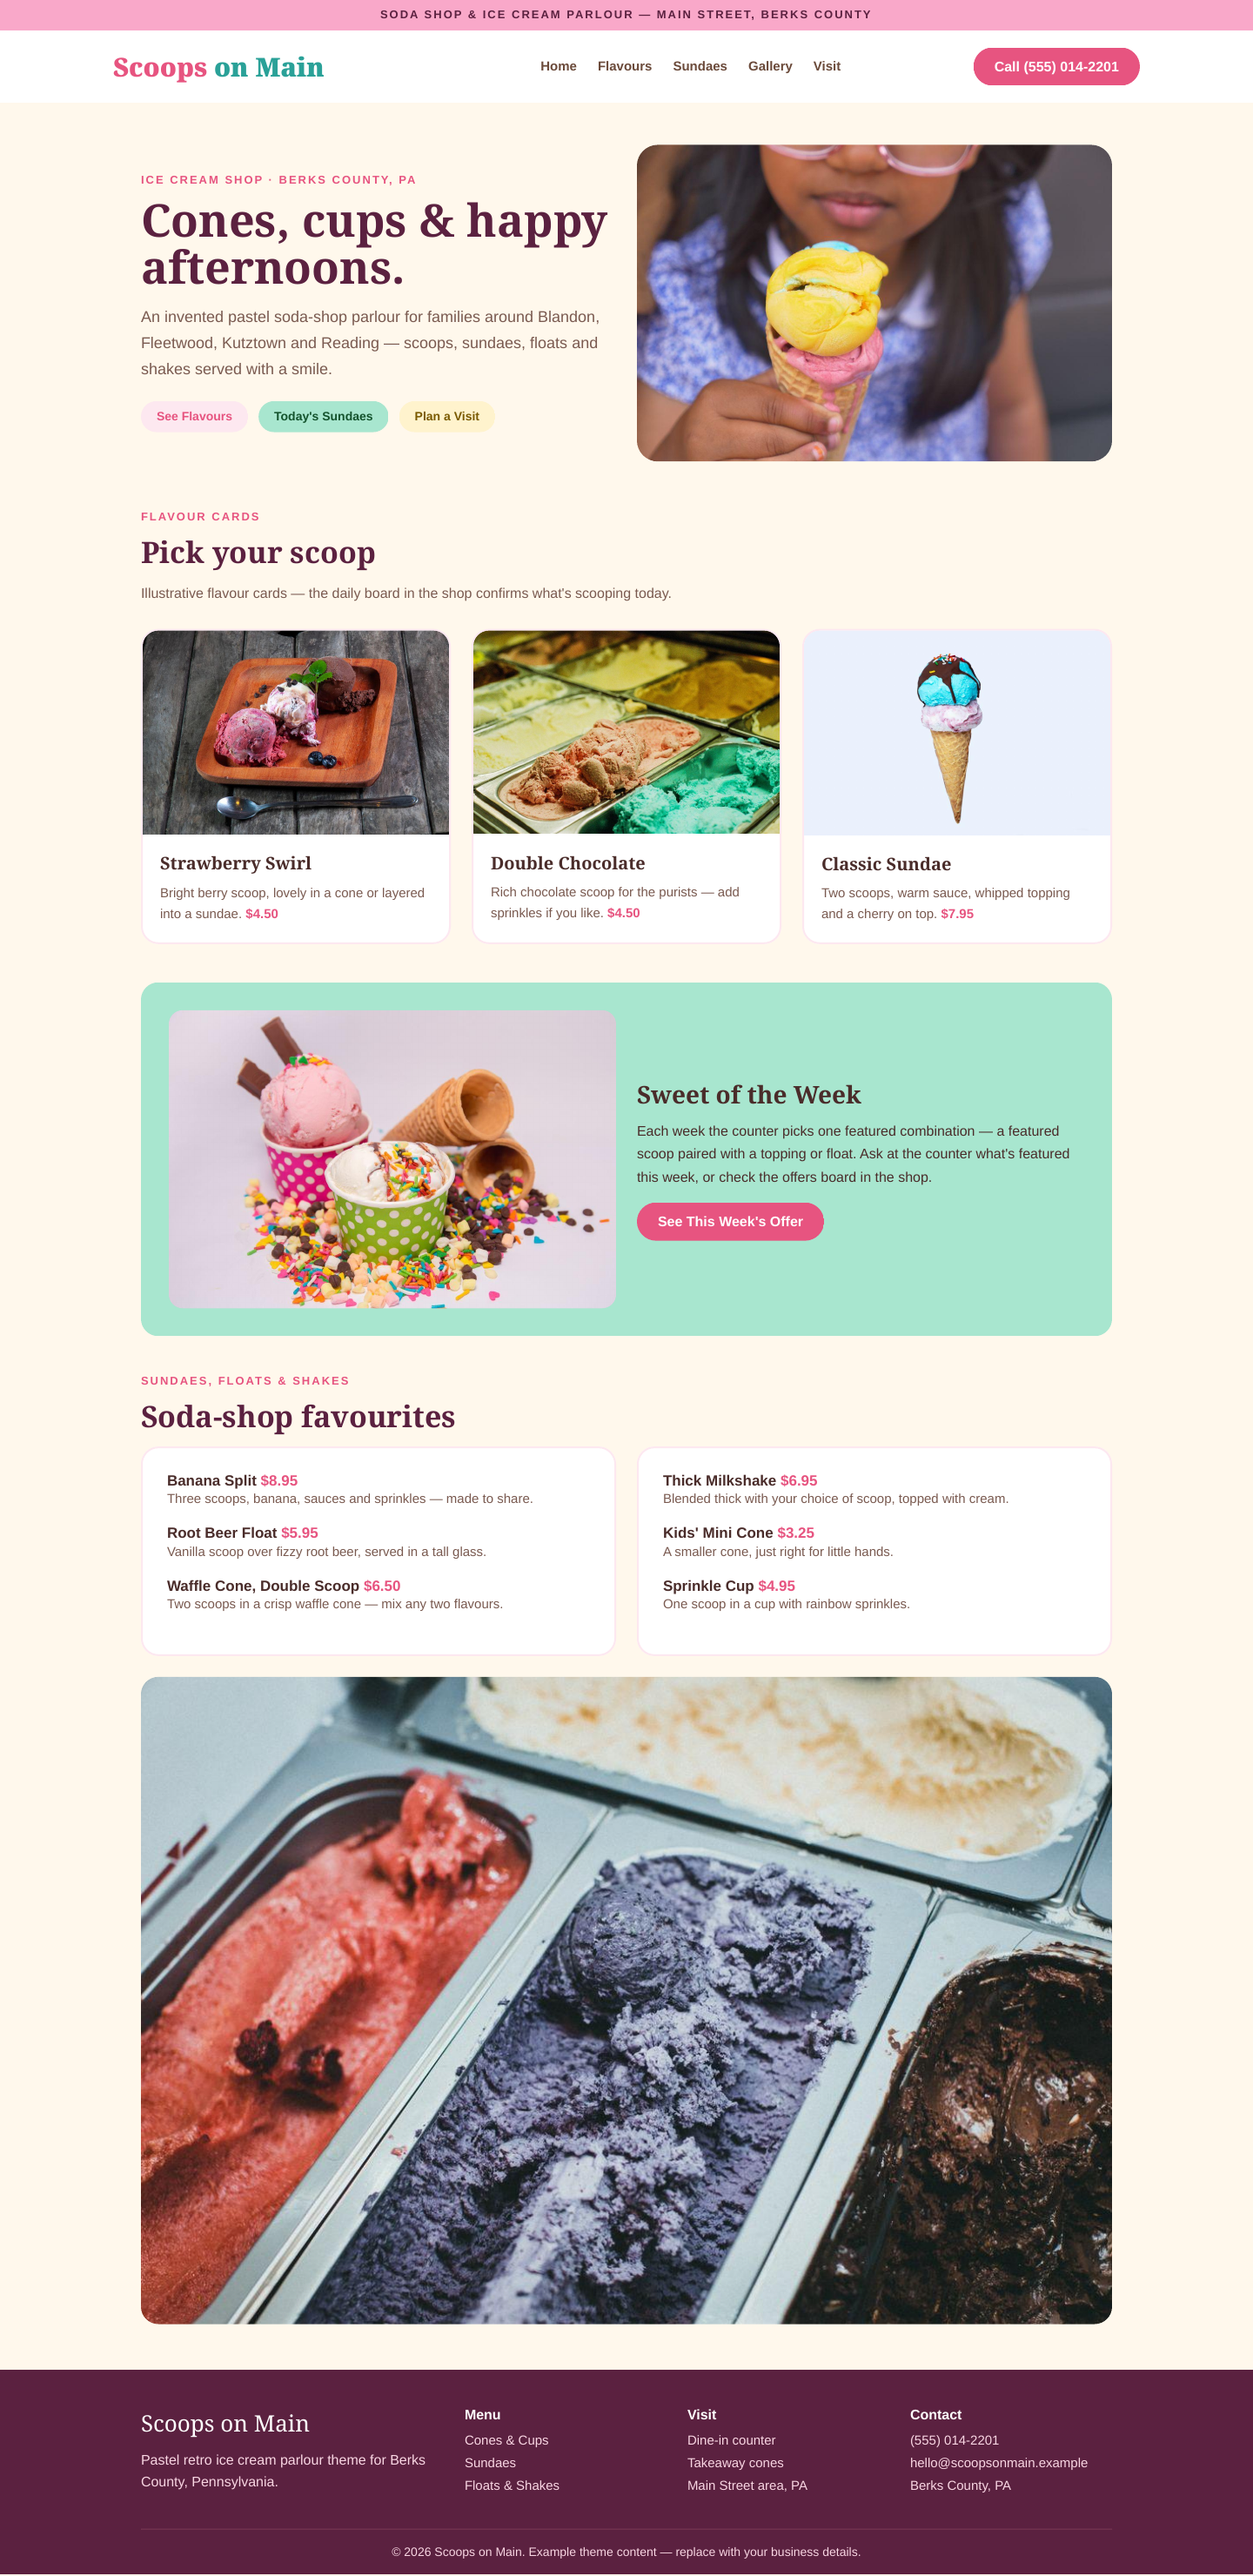 SODA SHOP & ICE CREAM PARLOUR — MAIN STREET, BERKS COUNTY
Scoops on Main
Home Flavours Sundaes Gallery Visit
Call (555) 014-2201
ICE CREAM SHOP · BERKS COUNTY, PA
Cones, cups & happy
afternoons.
An invented pastel soda-shop parlour for families around Blandon,
Fleetwood, Kutztown and Reading — scoops, sundaes, floats and
shakes served with a smile.
See Flavours Today's Sundaes Plan a Visit
FLAVOUR CARDS
Pick your scoop
Illustrative flavour cards — the daily board in the shop confirms what's scooping today.
Strawberry Swirl
Bright berry scoop, lovely in a cone or layered
into a sundae. $4.50
Double Chocolate
Rich chocolate scoop for the purists — add
sprinkles if you like. $4.50
Classic Sundae
Two scoops, warm sauce, whipped topping
and a cherry on top. $7.95
Sweet of the Week
Each week the counter picks one featured combination — a featured
scoop paired with a topping or float. Ask at the counter what's featured
this week, or check the offers board in the shop.
See This Week's Offer
SUNDAES, FLOATS & SHAKES
Soda-shop favourites
Banana Split $8.95
Three scoops, banana, sauces and sprinkles — made to share.
Root Beer Float $5.95
Vanilla scoop over fizzy root beer, served in a tall glass.
Waffle Cone, Double Scoop $6.50
Two scoops in a crisp waffle cone — mix any two flavours.
Thick Milkshake $6.95
Blended thick with your choice of scoop, topped with cream.
Kids' Mini Cone $3.25
A smaller cone, just right for little hands.
Sprinkle Cup $4.95
One scoop in a cup with rainbow sprinkles.
Scoops on Main
Pastel retro ice cream parlour theme for Berks
County, Pennsylvania.
Menu
Cones & Cups
Sundaes
Floats & Shakes
Visit
Dine-in counter
Takeaway cones
Main Street area, PA
Contact
(555) 014-2201
hello@scoopsonmain.example
Berks County, PA
© 2026 Scoops on Main. Example theme content — replace with your business details.